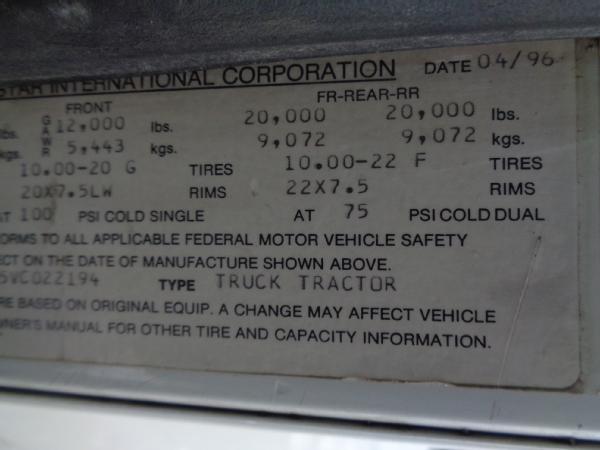 STAR INTERNATIONAL CORPORATION DATE 04/96
FRONT FR-REAR-RR
lbs. GAWR 12,000 lbs. 20,000 20,000 lbs.
kgs. 5,443 kgs. 9,072 9,072 kgs.
10.00-20 G TIRES 10.00-22 F TIRES
20X7.5LW RIMS 22X7.5 RIMS
AT 100 PSI COLD SINGLE AT 75 PSI COLD DUAL
ORMS TO ALL APPLICABLE FEDERAL MOTOR VEHICLE SAFETY
ECT ON THE DATE OF MANUFACTURE SHOWN ABOVE.
5VC022194 TYPE TRUCK TRACTOR
RE BASED ON ORIGINAL EQUIP. A CHANGE MAY AFFECT VEHICLE
WNER'S MANUAL FOR OTHER TIRE AND CAPACITY INFORMATION.